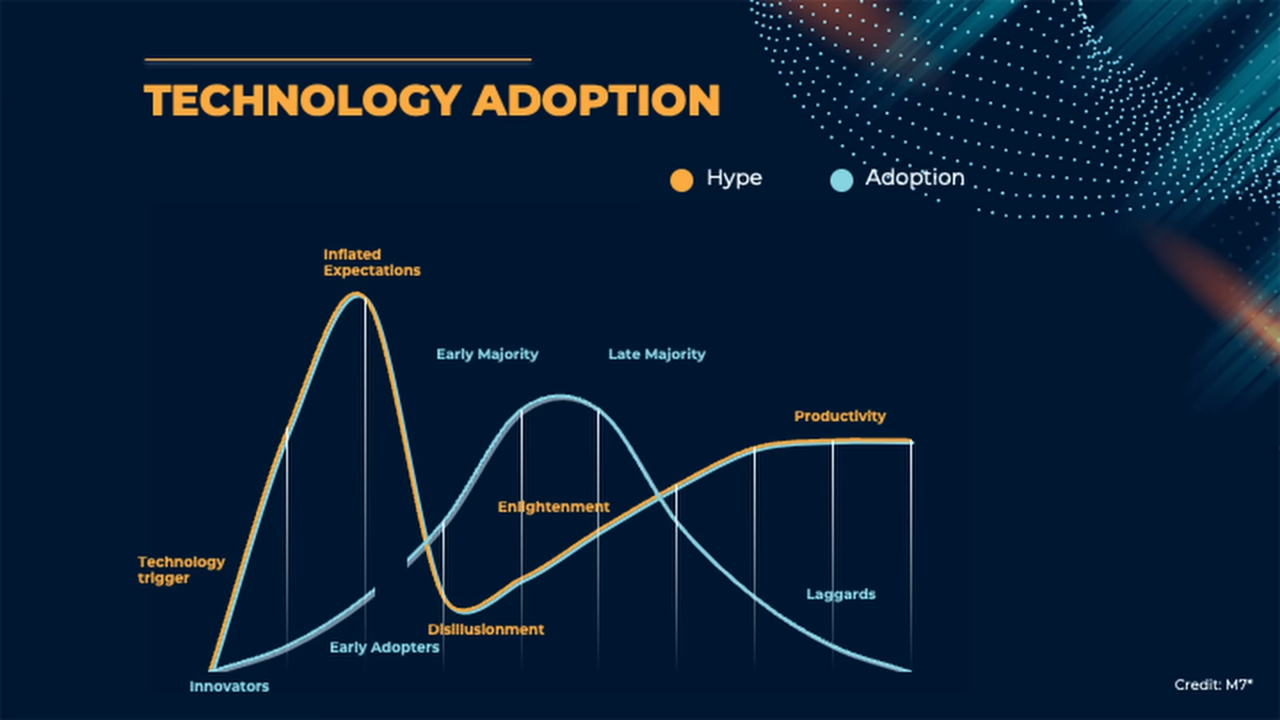 TECHNOLOGY ADOPTION
Hype
Adoption
Inflated
Expectations
Early Majority
Late Majority
Productivity
Enlightenment
Technology
trigger
Laggards
Disillusionment
Early Adopters
Innovators
Credit: M7*